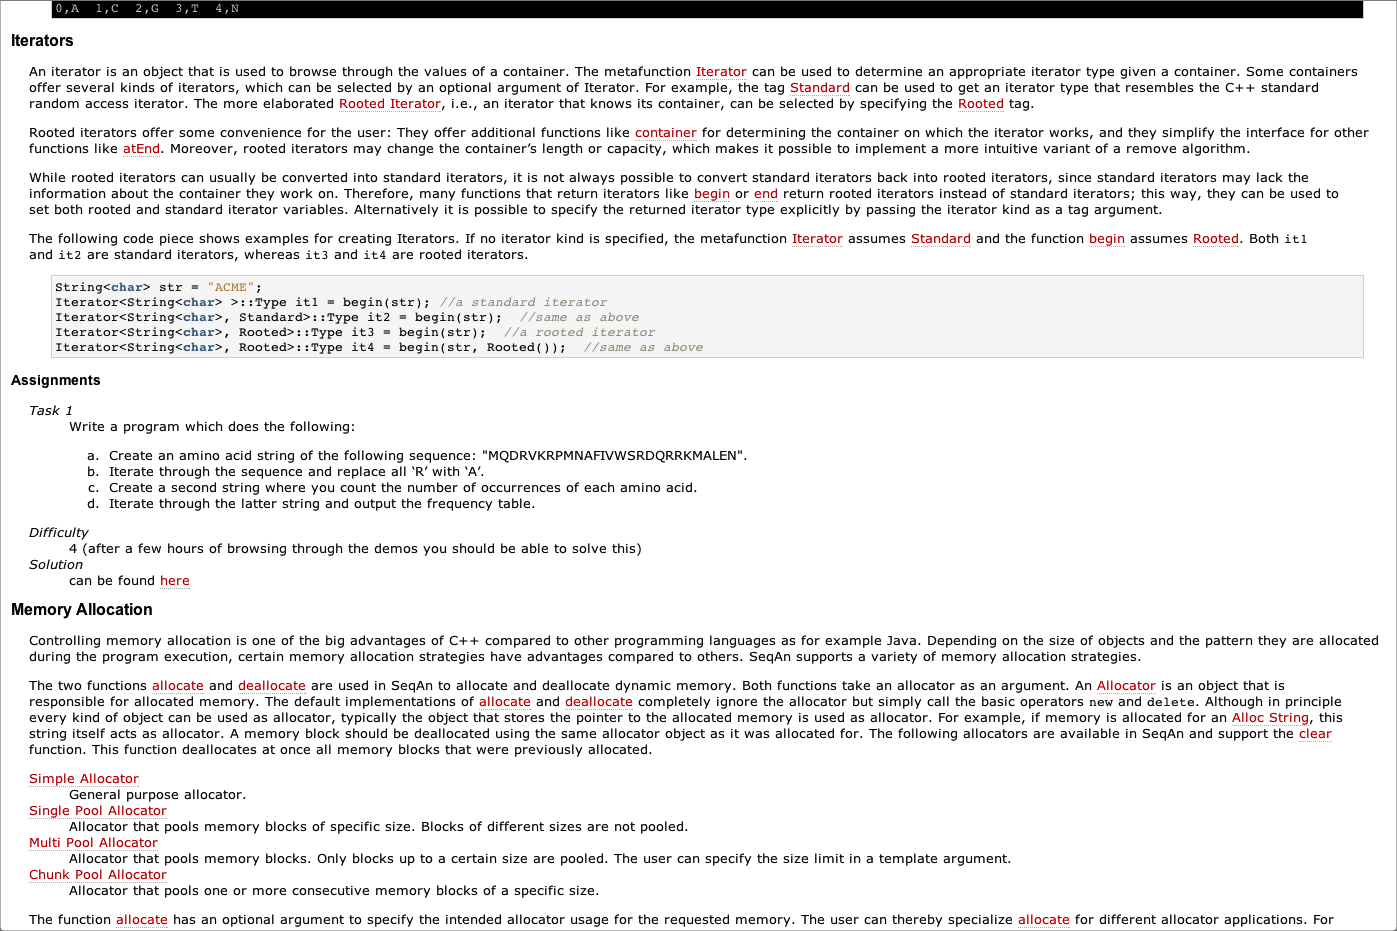 0,A  1,C  2,G  3,T  4,N
Iterators
An iterator is an object that is used to browse through the values of a container. The metafunction Iterator can be used to determine an appropriate iterator type given a container. Some containers
offer several kinds of iterators, which can be selected by an optional argument of Iterator. For example, the tag Standard can be used to get an iterator type that resembles the C++ standard
random access iterator. The more elaborated Rooted Iterator, i.e., an iterator that knows its container, can be selected by specifying the Rooted tag.
Rooted iterators offer some convenience for the user: They offer additional functions like container for determining the container on which the iterator works, and they simplify the interface for other
functions like atEnd. Moreover, rooted iterators may change the container’s length or capacity, which makes it possible to implement a more intuitive variant of a remove algorithm.
While rooted iterators can usually be converted into standard iterators, it is not always possible to convert standard iterators back into rooted iterators, since standard iterators may lack the
information about the container they work on. Therefore, many functions that return iterators like begin or end return rooted iterators instead of standard iterators; this way, they can be used to
set both rooted and standard iterator variables. Alternatively it is possible to specify the returned iterator type explicitly by passing the iterator kind as a tag argument.
The following code piece shows examples for creating Iterators. If no iterator kind is specified, the metafunction Iterator assumes Standard and the function begin assumes Rooted. Both it1
and it2 are standard iterators, whereas it3 and it4 are rooted iterators.
String<char> str = "ACME";
Iterator<String<char> >::Type it1 = begin(str); //a standard iterator
Iterator<String<char>, Standard>::Type it2 = begin(str);  //same as above
Iterator<String<char>, Rooted>::Type it3 = begin(str);  //a rooted iterator
Iterator<String<char>, Rooted>::Type it4 = begin(str, Rooted());  //same as above
Assignments
Task 1
Write a program which does the following:
a. Create an amino acid string of the following sequence: "MQDRVKRPMNAFIVWSRDQRRKMALEN".
b. Iterate through the sequence and replace all ‘R’ with ‘A’.
c. Create a second string where you count the number of occurrences of each amino acid.
d. Iterate through the latter string and output the frequency table.
Difficulty
4 (after a few hours of browsing through the demos you should be able to solve this)
Solution
can be found here
Memory Allocation
Controlling memory allocation is one of the big advantages of C++ compared to other programming languages as for example Java. Depending on the size of objects and the pattern they are allocated
during the program execution, certain memory allocation strategies have advantages compared to others. SeqAn supports a variety of memory allocation strategies.
The two functions allocate and deallocate are used in SeqAn to allocate and deallocate dynamic memory. Both functions take an allocator as an argument. An Allocator is an object that is
responsible for allocated memory. The default implementations of allocate and deallocate completely ignore the allocator but simply call the basic operators new and delete. Although in principle
every kind of object can be used as allocator, typically the object that stores the pointer to the allocated memory is used as allocator. For example, if memory is allocated for an Alloc String, this
string itself acts as allocator. A memory block should be deallocated using the same allocator object as it was allocated for. The following allocators are available in SeqAn and support the clear
function. This function deallocates at once all memory blocks that were previously allocated.
Simple Allocator
General purpose allocator.
Single Pool Allocator
Allocator that pools memory blocks of specific size. Blocks of different sizes are not pooled.
Multi Pool Allocator
Allocator that pools memory blocks. Only blocks up to a certain size are pooled. The user can specify the size limit in a template argument.
Chunk Pool Allocator
Allocator that pools one or more consecutive memory blocks of a specific size.
The function allocate has an optional argument to specify the intended allocator usage for the requested memory. The user can thereby specialize allocate for different allocator applications. For